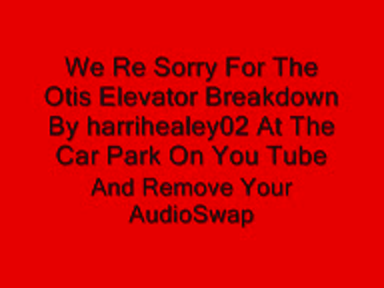 We Re Sorry For The
Otis Elevator Breakdown
By harrihealey02 At The
Car Park On You Tube
And Remove Your
AudioSwap